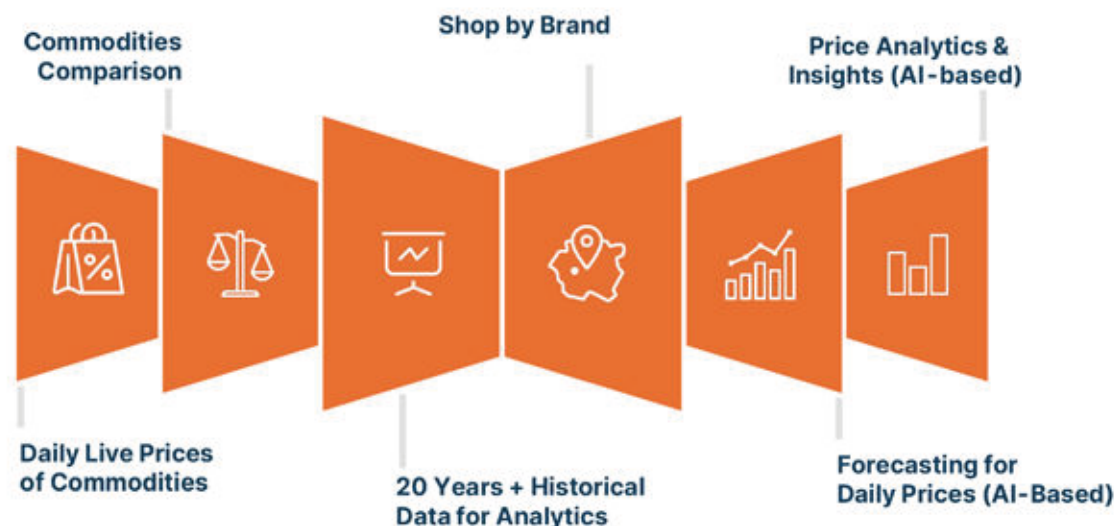 Commodities
Comparison
Shop by Brand
Price Analytics &
Insights (AI-based)
%
Daily Live Prices
of Commodities
20 Years + Historical
Data for Analytics
Forecasting for
Daily Prices (AI-Based)